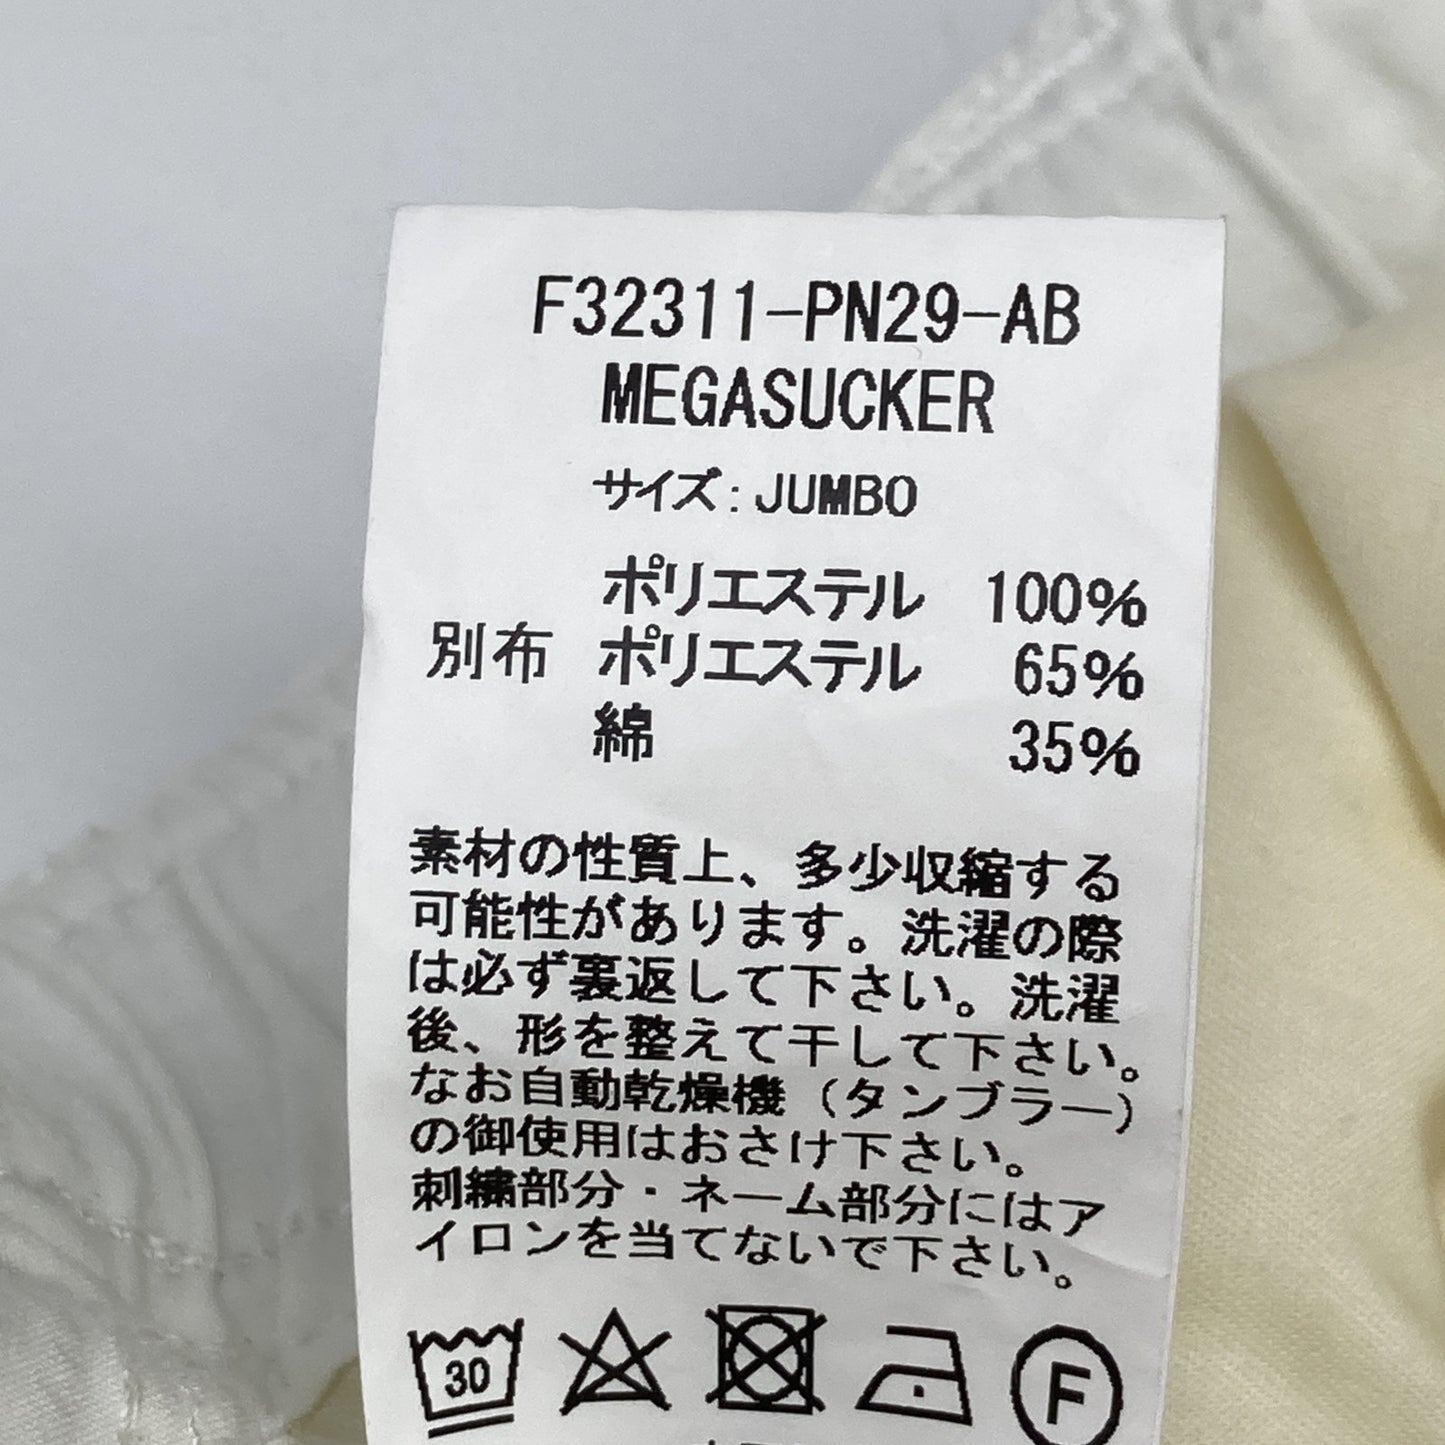 F32311-PN29-AB
MEGASUCKER
サイズ:JUMBO
ポリエステル 100%
別布 ポリエステル 65%
綿 35%
素材の性質上、多少収縮する
可能性があります。洗濯の際
は必ず裏返して下さい。洗濯
後、形を整えて干して下さい。
なお自動乾燥機(タンブラー)
の御使用はおさけ下さい。
刺繍部分・ネーム部分にはア
イロンを当てないで下さい。
30 F